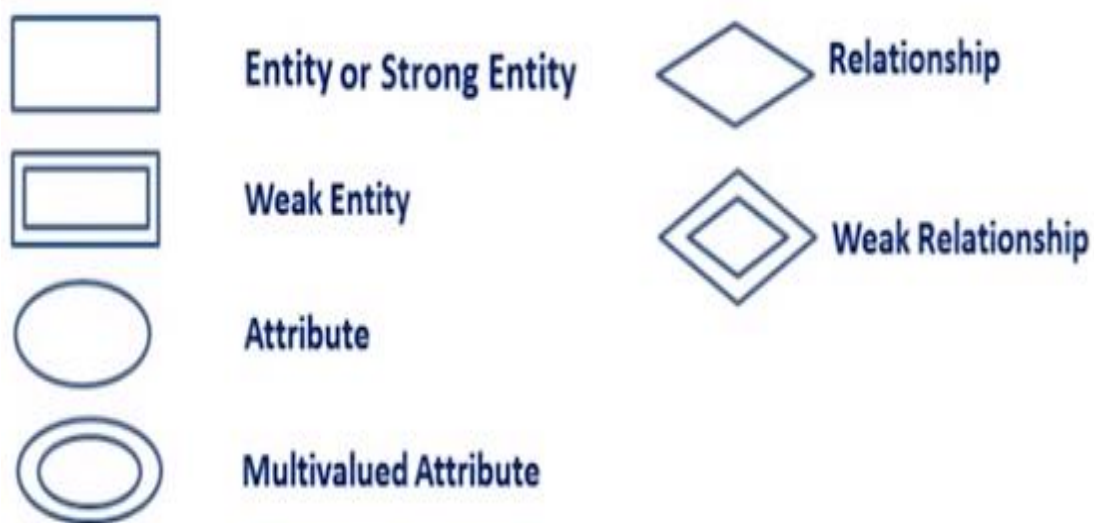 Entity or Strong Entity
Weak Entity
Attribute
Multivalued Attribute
Relationship
Weak Relationship